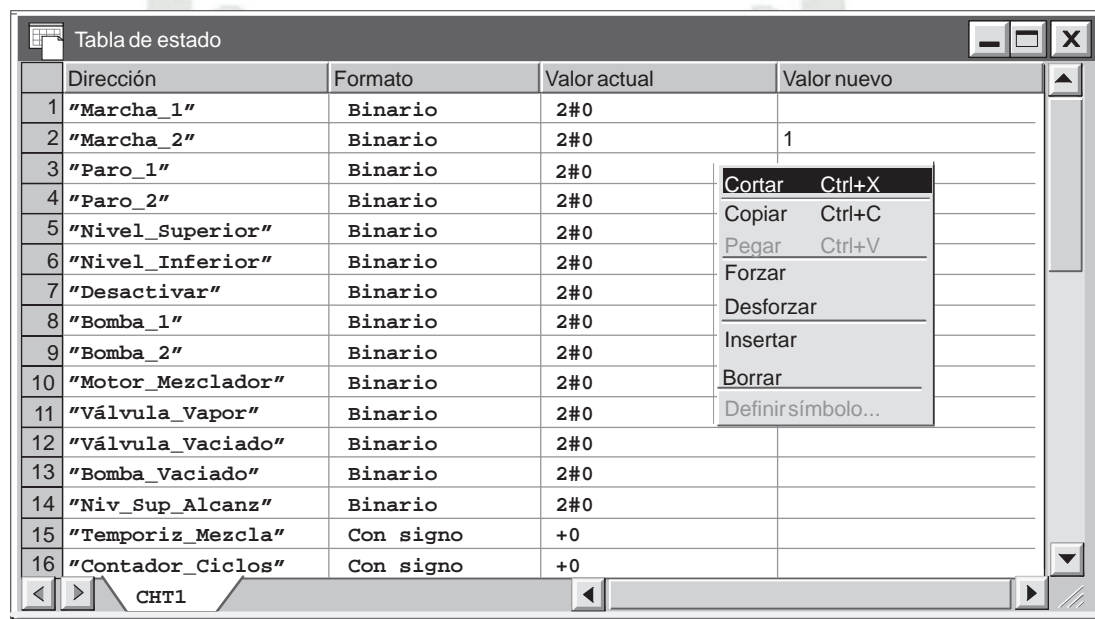 Tabla de estado
Dirección Formato Valor actual Valor nuevo
1 "Marcha_1" Binario 2#0
2 "Marcha_2" Binario 2#0 1
3 "Paro_1" Binario 2#0
4 "Paro_2" Binario 2#0
5 "Nivel_Superior" Binario 2#0
6 "Nivel_Inferior" Binario 2#0
7 "Desactivar" Binario 2#0
8 "Bomba_1" Binario 2#0
9 "Bomba_2" Binario 2#0
10 "Motor_Mezclador" Binario 2#0
11 "Válvula_Vapor" Binario 2#0
12 "Válvula_Vaciado" Binario 2#0
13 "Bomba_Vaciado" Binario 2#0
14 "Niv_Sup_Alcanz" Binario 2#0
15 "Temporiz_Mezcla" Con signo +0
16 "Contador_Ciclos" Con signo +0
Cortar Ctrl+X
Copiar Ctrl+C
Pegar Ctrl+V
Forzar
Desforzar
Insertar
Borrar
Definir símbolo...
CHT1